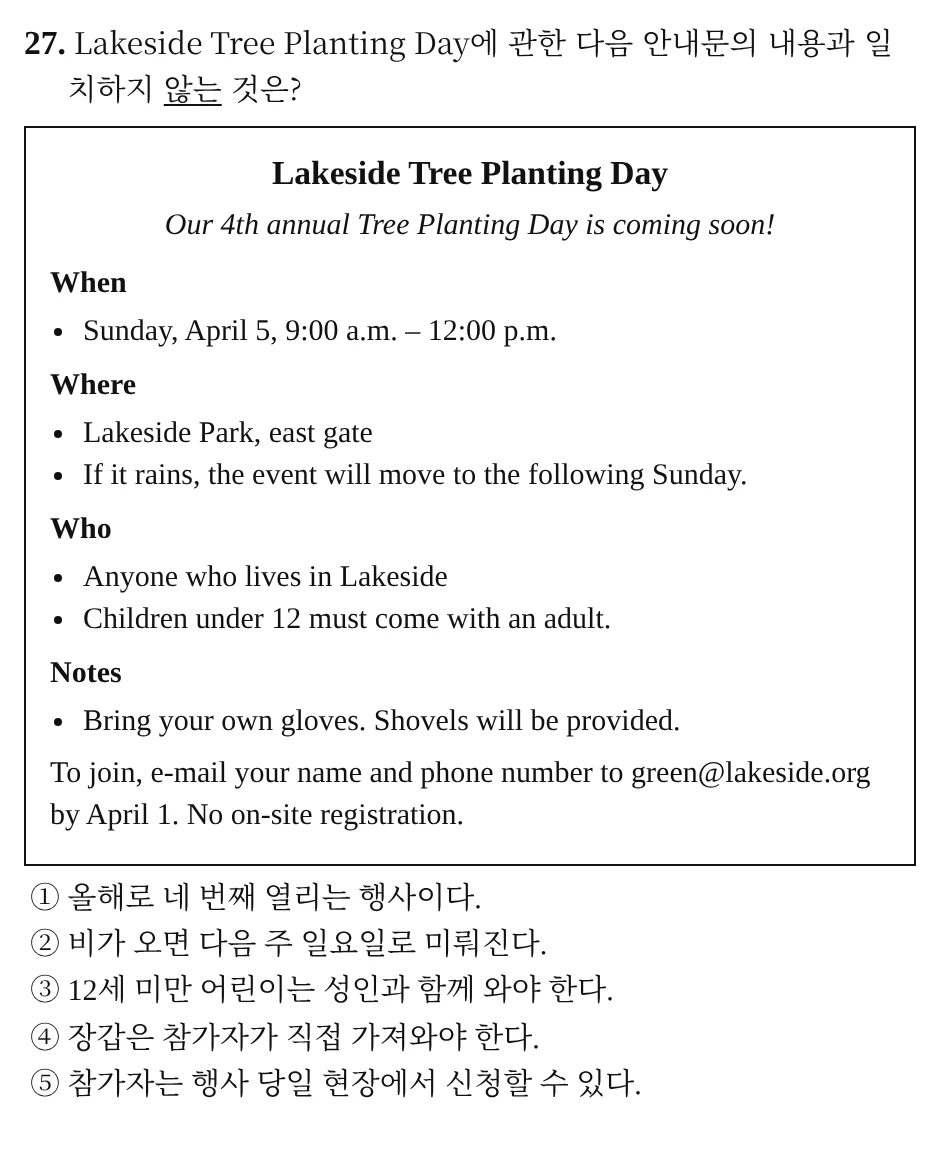 27. Lakeside Tree Planting Day에 관한 다음 안내문의 내용과 일
치하지 않는 것은?
Lakeside Tree Planting Day
Our 4th annual Tree Planting Day is coming soon!
When
• Sunday, April 5, 9:00 a.m. – 12:00 p.m.
Where
• Lakeside Park, east gate
• If it rains, the event will move to the following Sunday.
Who
• Anyone who lives in Lakeside
• Children under 12 must come with an adult.
Notes
• Bring your own gloves. Shovels will be provided.
To join, e-mail your name and phone number to green@lakeside.org
by April 1. No on-site registration.
① 올해로 네 번째 열리는 행사이다.
② 비가 오면 다음 주 일요일로 미뤄진다.
③ 12세 미만 어린이는 성인과 함께 와야 한다.
④ 장갑은 참가자가 직접 가져와야 한다.
⑤ 참가자는 행사 당일 현장에서 신청할 수 있다.